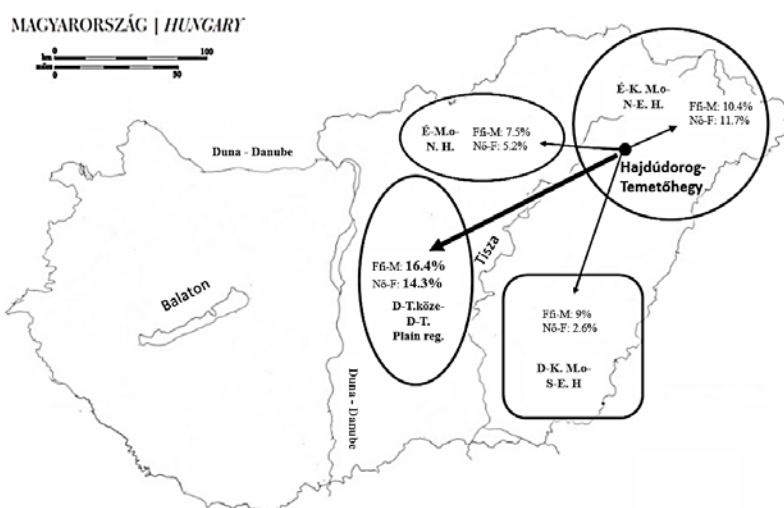 MAGYARORSZÁG | HUNGARY
0 100
km
miles
0 50
É-K. M.o-
N-E. H.
Ffi-M: 10.4%
Nő-F: 11.7%
É-M.o-
N. H.
Ffi-M: 7.5%
Nő-F: 5.2%
Duna - Danube
Hajdúdorog-
Temetőhegy
Tisza
Ffi-M: 16.4%
Nő-F: 14.3%
D-T.köze-
D-T.
Plain reg.
Balaton
Ffi-M: 9%
Nő-F: 2.6%
D-K. M.o-
S-E. H
Duna - Danube